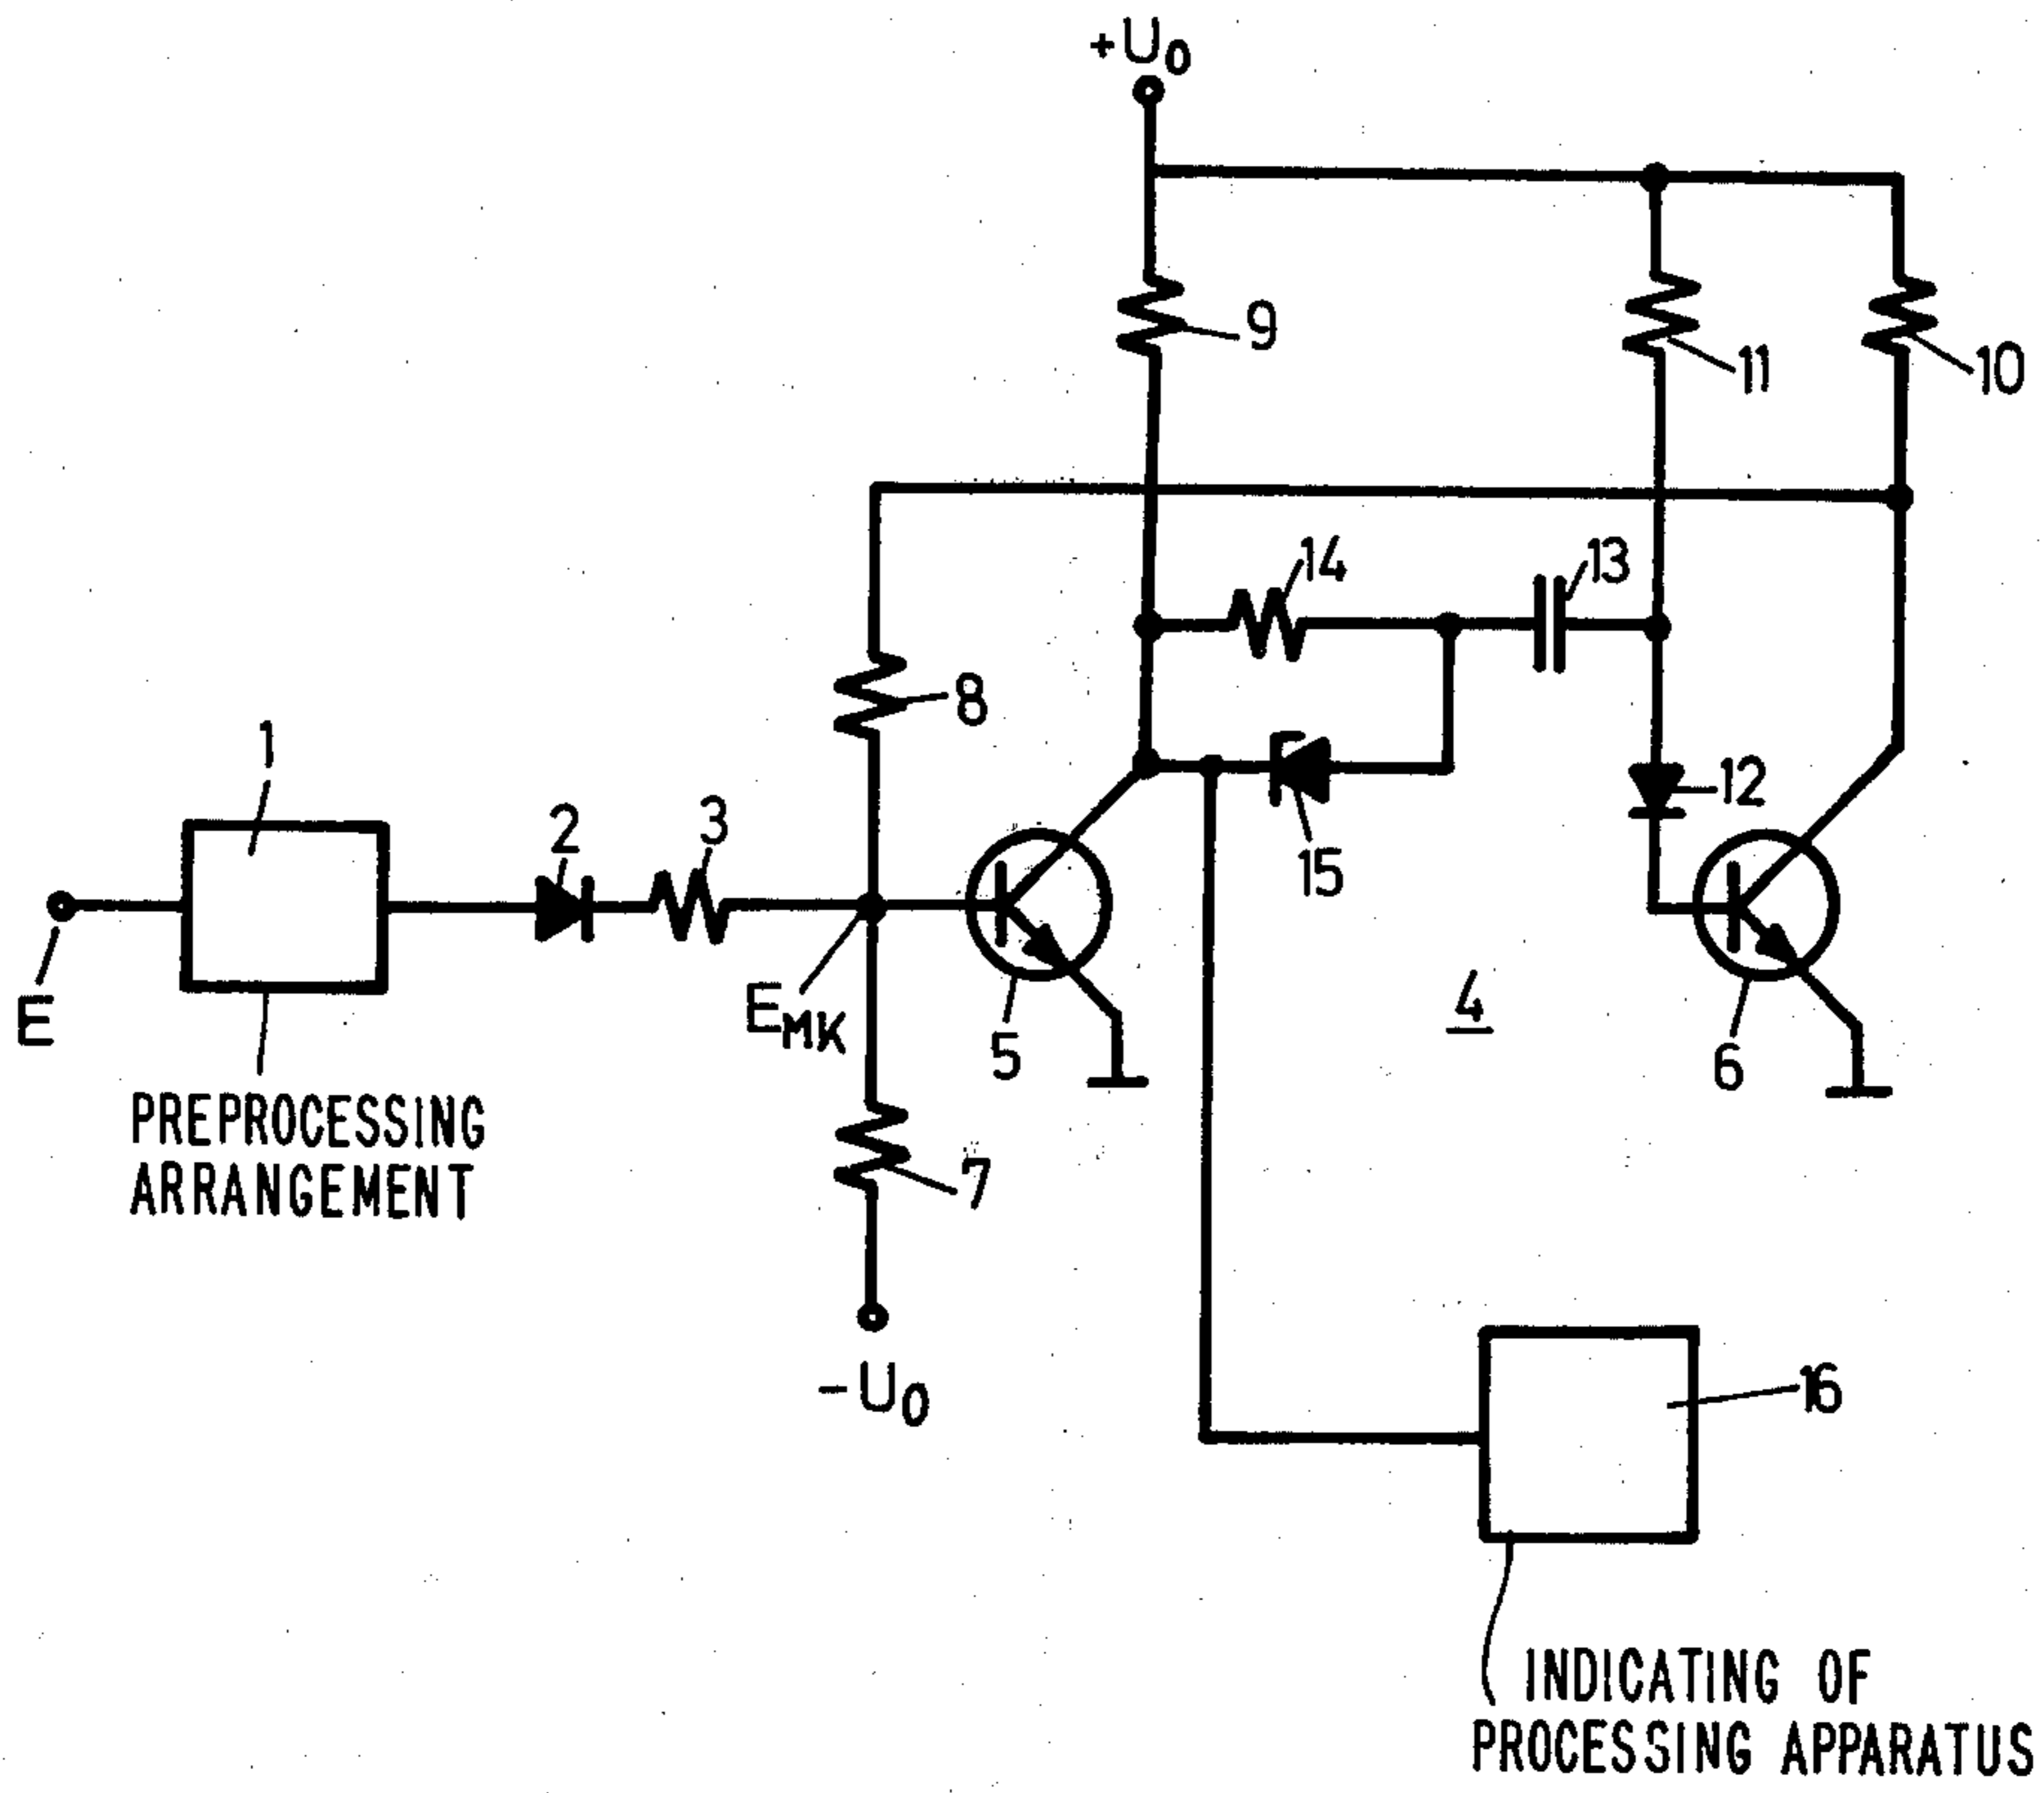 +U0
9
11
10
14
13
8
1
2
3
12
15
E
EMK
5
4
6
PREPROCESSING
ARRANGEMENT
7
-U0
16
INDICATING OF
PROCESSING APPARATUS